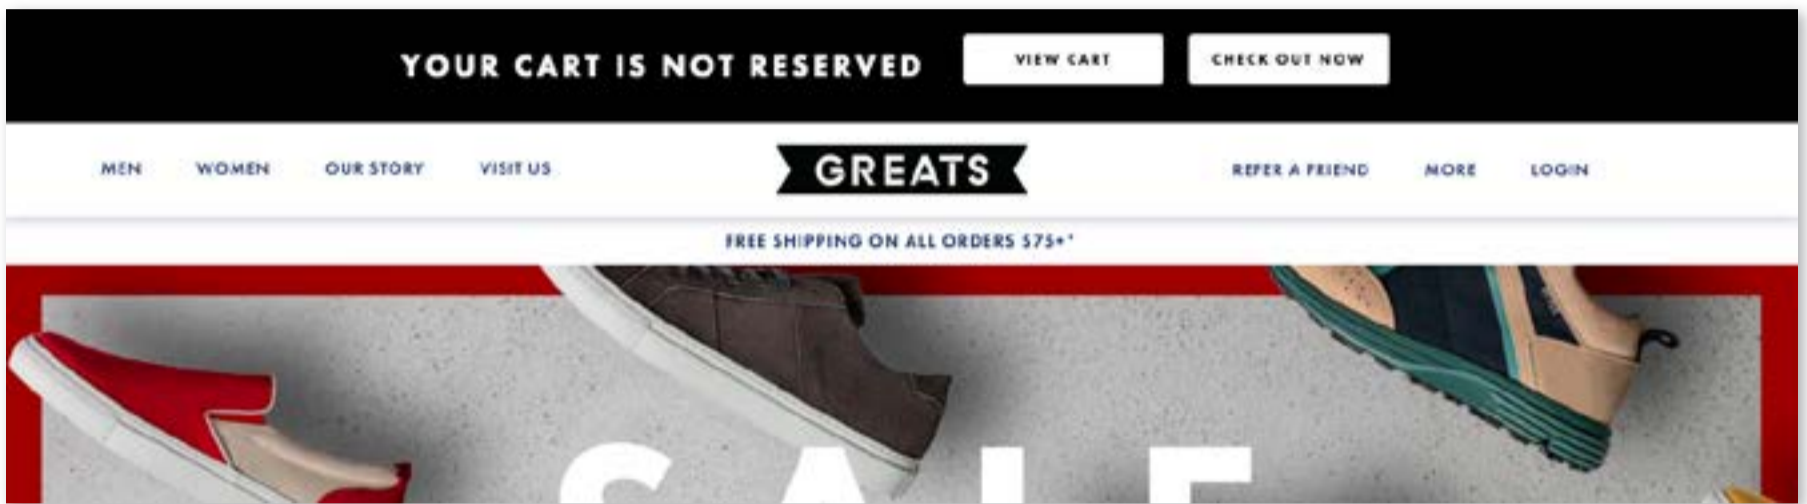 YOUR CART IS NOT RESERVED VIEW CART CHECK OUT NOW
MEN WOMEN OUR STORY VISIT US GREATS REFER A FRIEND MORE LOGIN
FREE SHIPPING ON ALL ORDERS $75+*
SALE